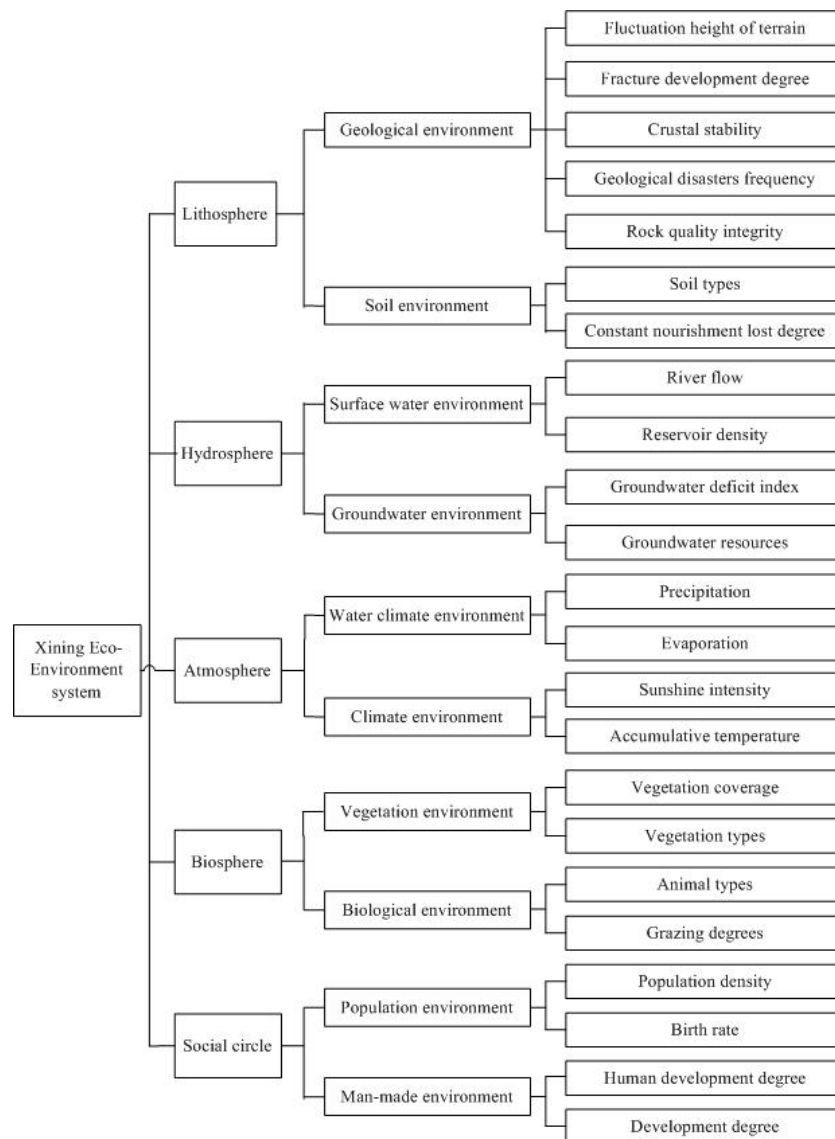 Xining Eco-
Environment
system
Lithosphere
Geological environment
Fluctuation height of terrain
Fracture development degree
Crustal stability
Geological disasters frequency
Rock quality integrity
Soil environment
Soil types
Constant nourishment lost degree
Hydrosphere
Surface water environment
River flow
Reservoir density
Groundwater environment
Groundwater deficit index
Groundwater resources
Atmosphere
Water climate environment
Precipitation
Evaporation
Climate environment
Sunshine intensity
Accumulative temperature
Biosphere
Vegetation environment
Vegetation coverage
Vegetation types
Biological environment
Animal types
Grazing degrees
Social circle
Population environment
Population density
Birth rate
Man-made environment
Human development degree
Development degree